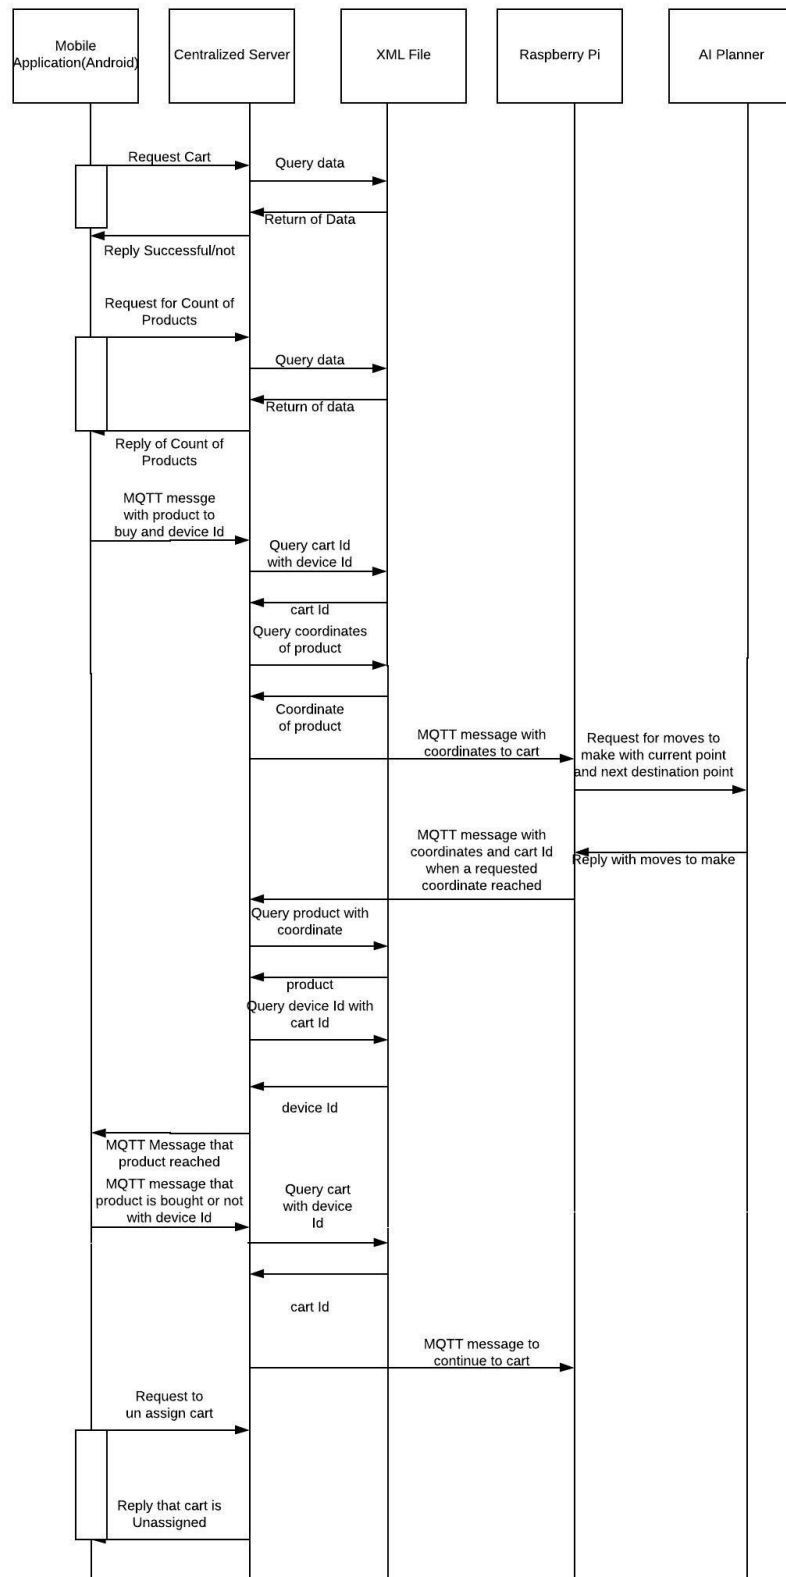 Mobile
Application(Android)
Centralized Server
XML File
Raspberry Pi
AI Planner
Request Cart
Query data
Return of Data
Reply Successful/not
Request for Count of
Products
Query data
Return of data
Reply of Count of
Products
MQTT messge
with product to
buy and device Id
Query cart Id
with device Id
cart Id
Query coordinates
of product
Coordinate
of product
MQTT message with
coordinates to cart
Request for moves to
make with current point
and next destination point
MQTT message with
coordinates and cart Id
when a requested
coordinate reached
Reply with moves to make
Query product with
coordinate
product
Query device Id with
cart Id
device Id
MQTT Message that
product reached
MQTT message that
product is bought or not
with device Id
Query cart
with device
Id
cart Id
MQTT message to
continue to cart
Request to
un assign cart
Reply that cart is
Unassigned